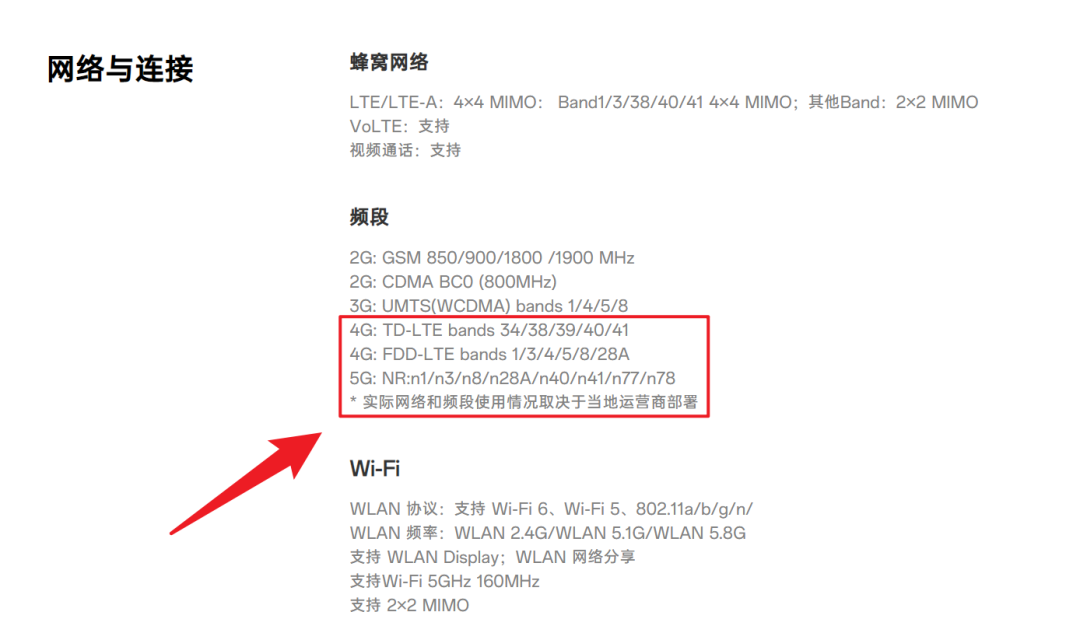 网络与连接
蜂窝网络
LTE/LTE-A：4×4 MIMO： Band1/3/38/40/41 4×4 MIMO；其他Band：2×2 MIMO
VoLTE：支持
视频通话：支持
频段
2G: GSM 850/900/1800 /1900 MHz
2G: CDMA BC0 (800MHz)
3G: UMTS(WCDMA) bands 1/4/5/8
4G: TD-LTE bands 34/38/39/40/41
4G: FDD-LTE bands 1/3/4/5/8/28A
5G: NR:n1/n3/n8/n28A/n40/n41/n77/n78
* 实际网络和频段使用情况取决于当地运营商部署
Wi-Fi
WLAN 协议：支持 Wi-Fi 6、Wi-Fi 5、802.11a/b/g/n/
WLAN 频率：WLAN 2.4G/WLAN 5.1G/WLAN 5.8G
支持 WLAN Display；WLAN 网络分享
支持Wi-Fi 5GHz 160MHz
支持 2×2 MIMO